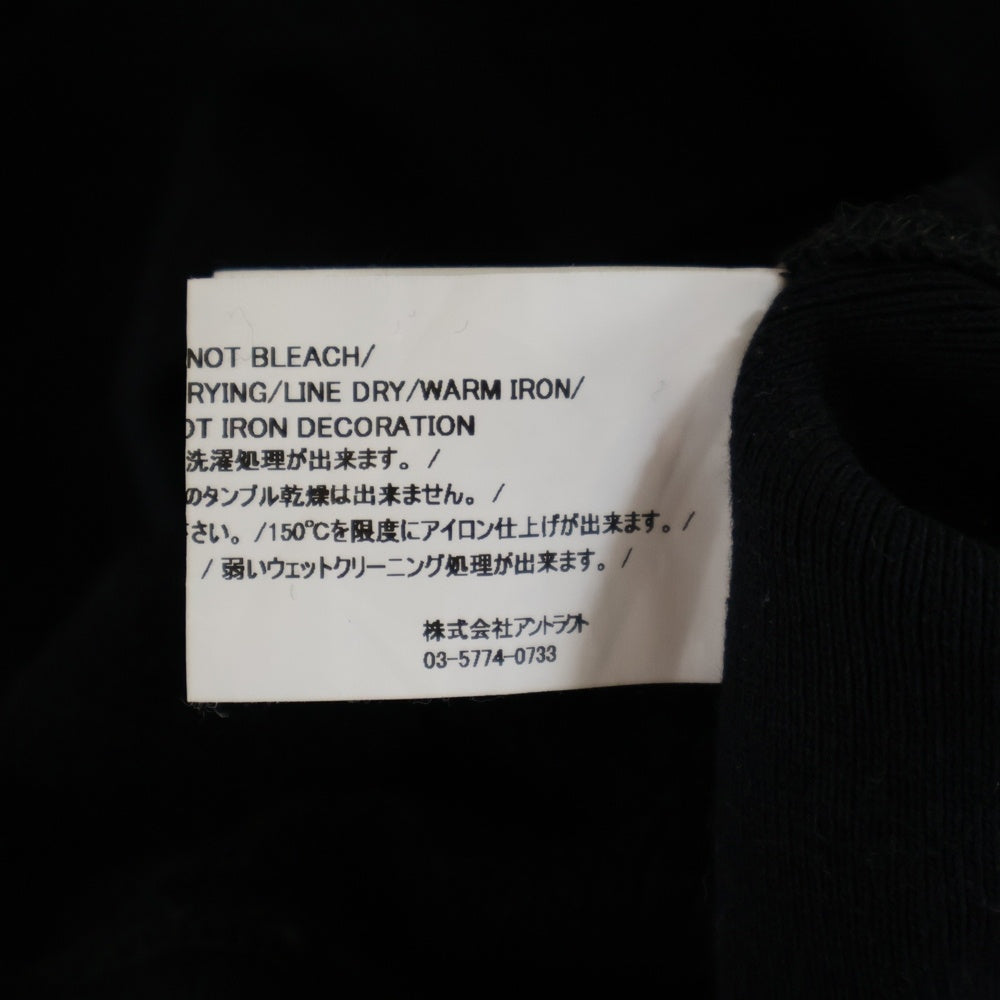 NOT BLEACH/
RYING/LINE DRY/WARM IRON/
OT IRON DECORATION
洗濯処理が出来ます。 /
のタンブル乾燥は出来ません。 /
さい。 /150℃を限度にアイロン仕上げが出来ます。 /
/ 弱いウェットクリーニング処理が出来ます。 /
株式会社アントラクト
03-5774-0733